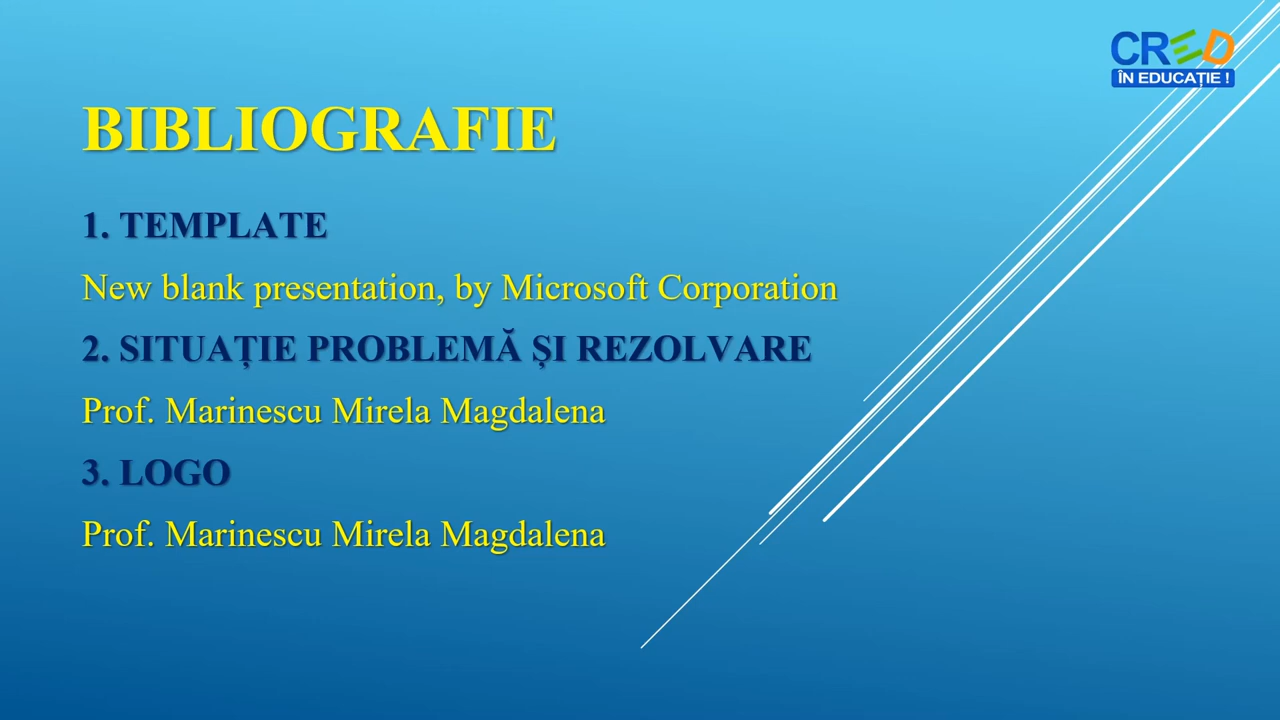 CRED
ÎN EDUCAȚIE !
BIBLIOGRAFIE
1. TEMPLATE
New blank presentation, by Microsoft Corporation
2. SITUAȚIE PROBLEMĂ ȘI REZOLVARE
Prof. Marinescu Mirela Magdalena
3. LOGO
Prof. Marinescu Mirela Magdalena